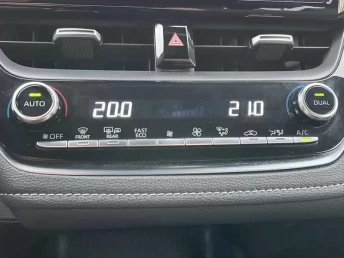 AUTO 20.0 21.0 DUAL
OFF FRONT REAR FAST ECO A/C